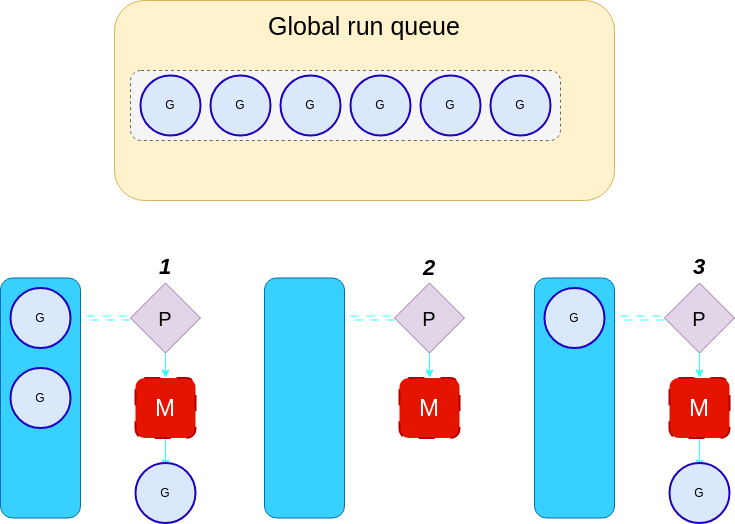 Global run queue
G G G G G G
1 2 3
G P P G P
G M M M
G G